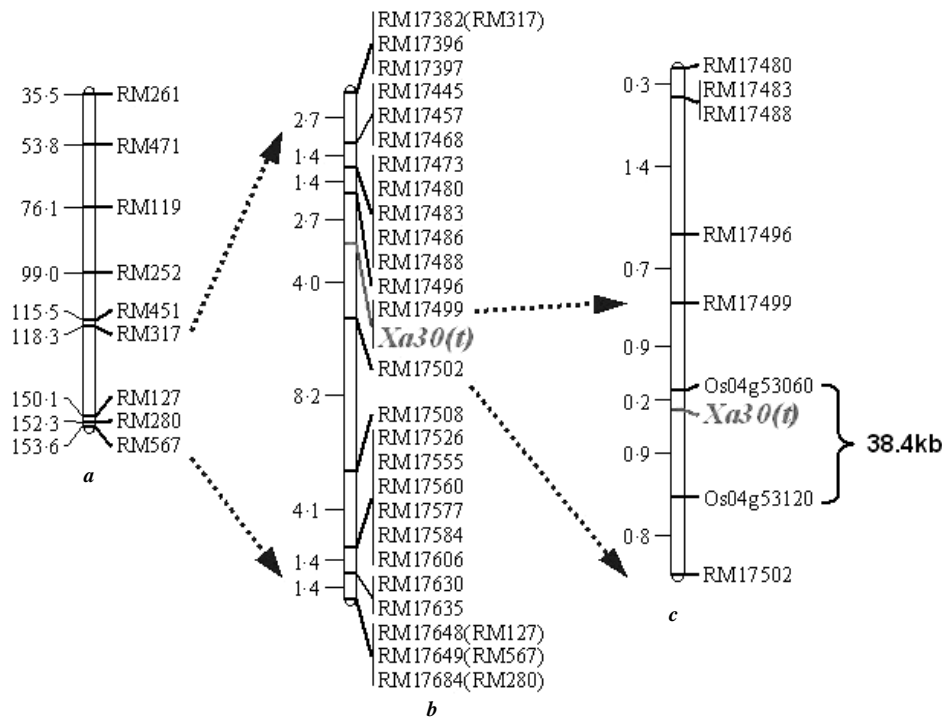 35·5 RM261
53·8 RM471
76·1 RM119
99·0 RM252
115·5 RM451
118·3 RM317
150·1 RM127
152·3 RM280
153·6 RM567
a
RM17382(RM317)
RM17396
RM17397
RM17445
RM17457
RM17468
RM17473
RM17480
RM17483
RM17486
RM17488
RM17496
RM17499
Xa30(t)
RM17502
RM17508
RM17526
RM17555
RM17560
RM17577
RM17584
RM17606
RM17630
RM17635
RM17648(RM127)
RM17649(RM567)
RM17684(RM280)
2·7
1·4
1·4
2·7
4·0
8·2
4·1
1·4
1·4
b
RM17480
0·3
RM17483
RM17488
1·4
RM17496
0·7
RM17499
0·9
Os04g53060
0·2
Xa30(t)
0·9
Os04g53120
0·8
RM17502
38.4kb
c